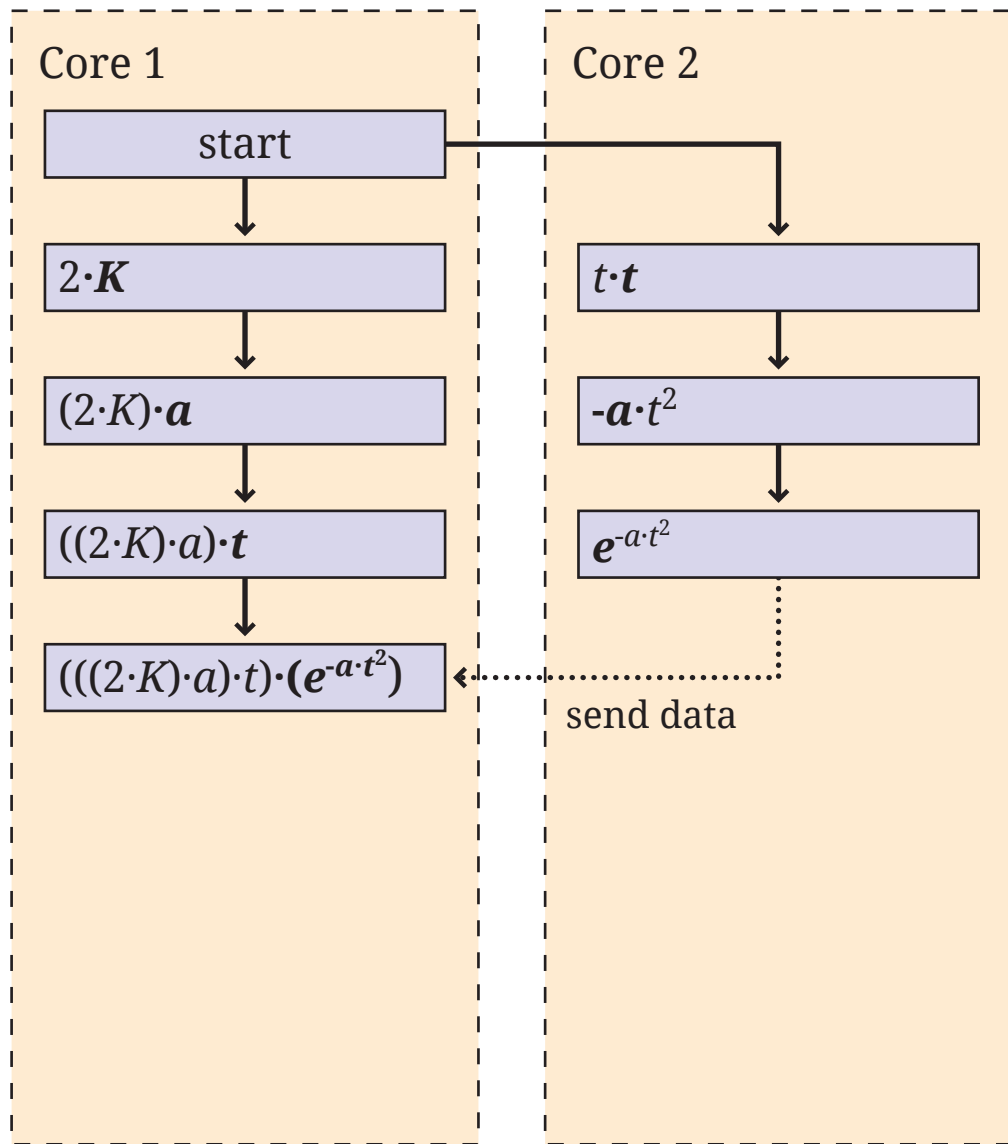 Core 1
start
2·K
(2·K)·a
((2·K)·a)·t
(((2·K)·a)·t)·(e^-a·t²)
Core 2
t·t
-a·t²
e^-a·t²
send data